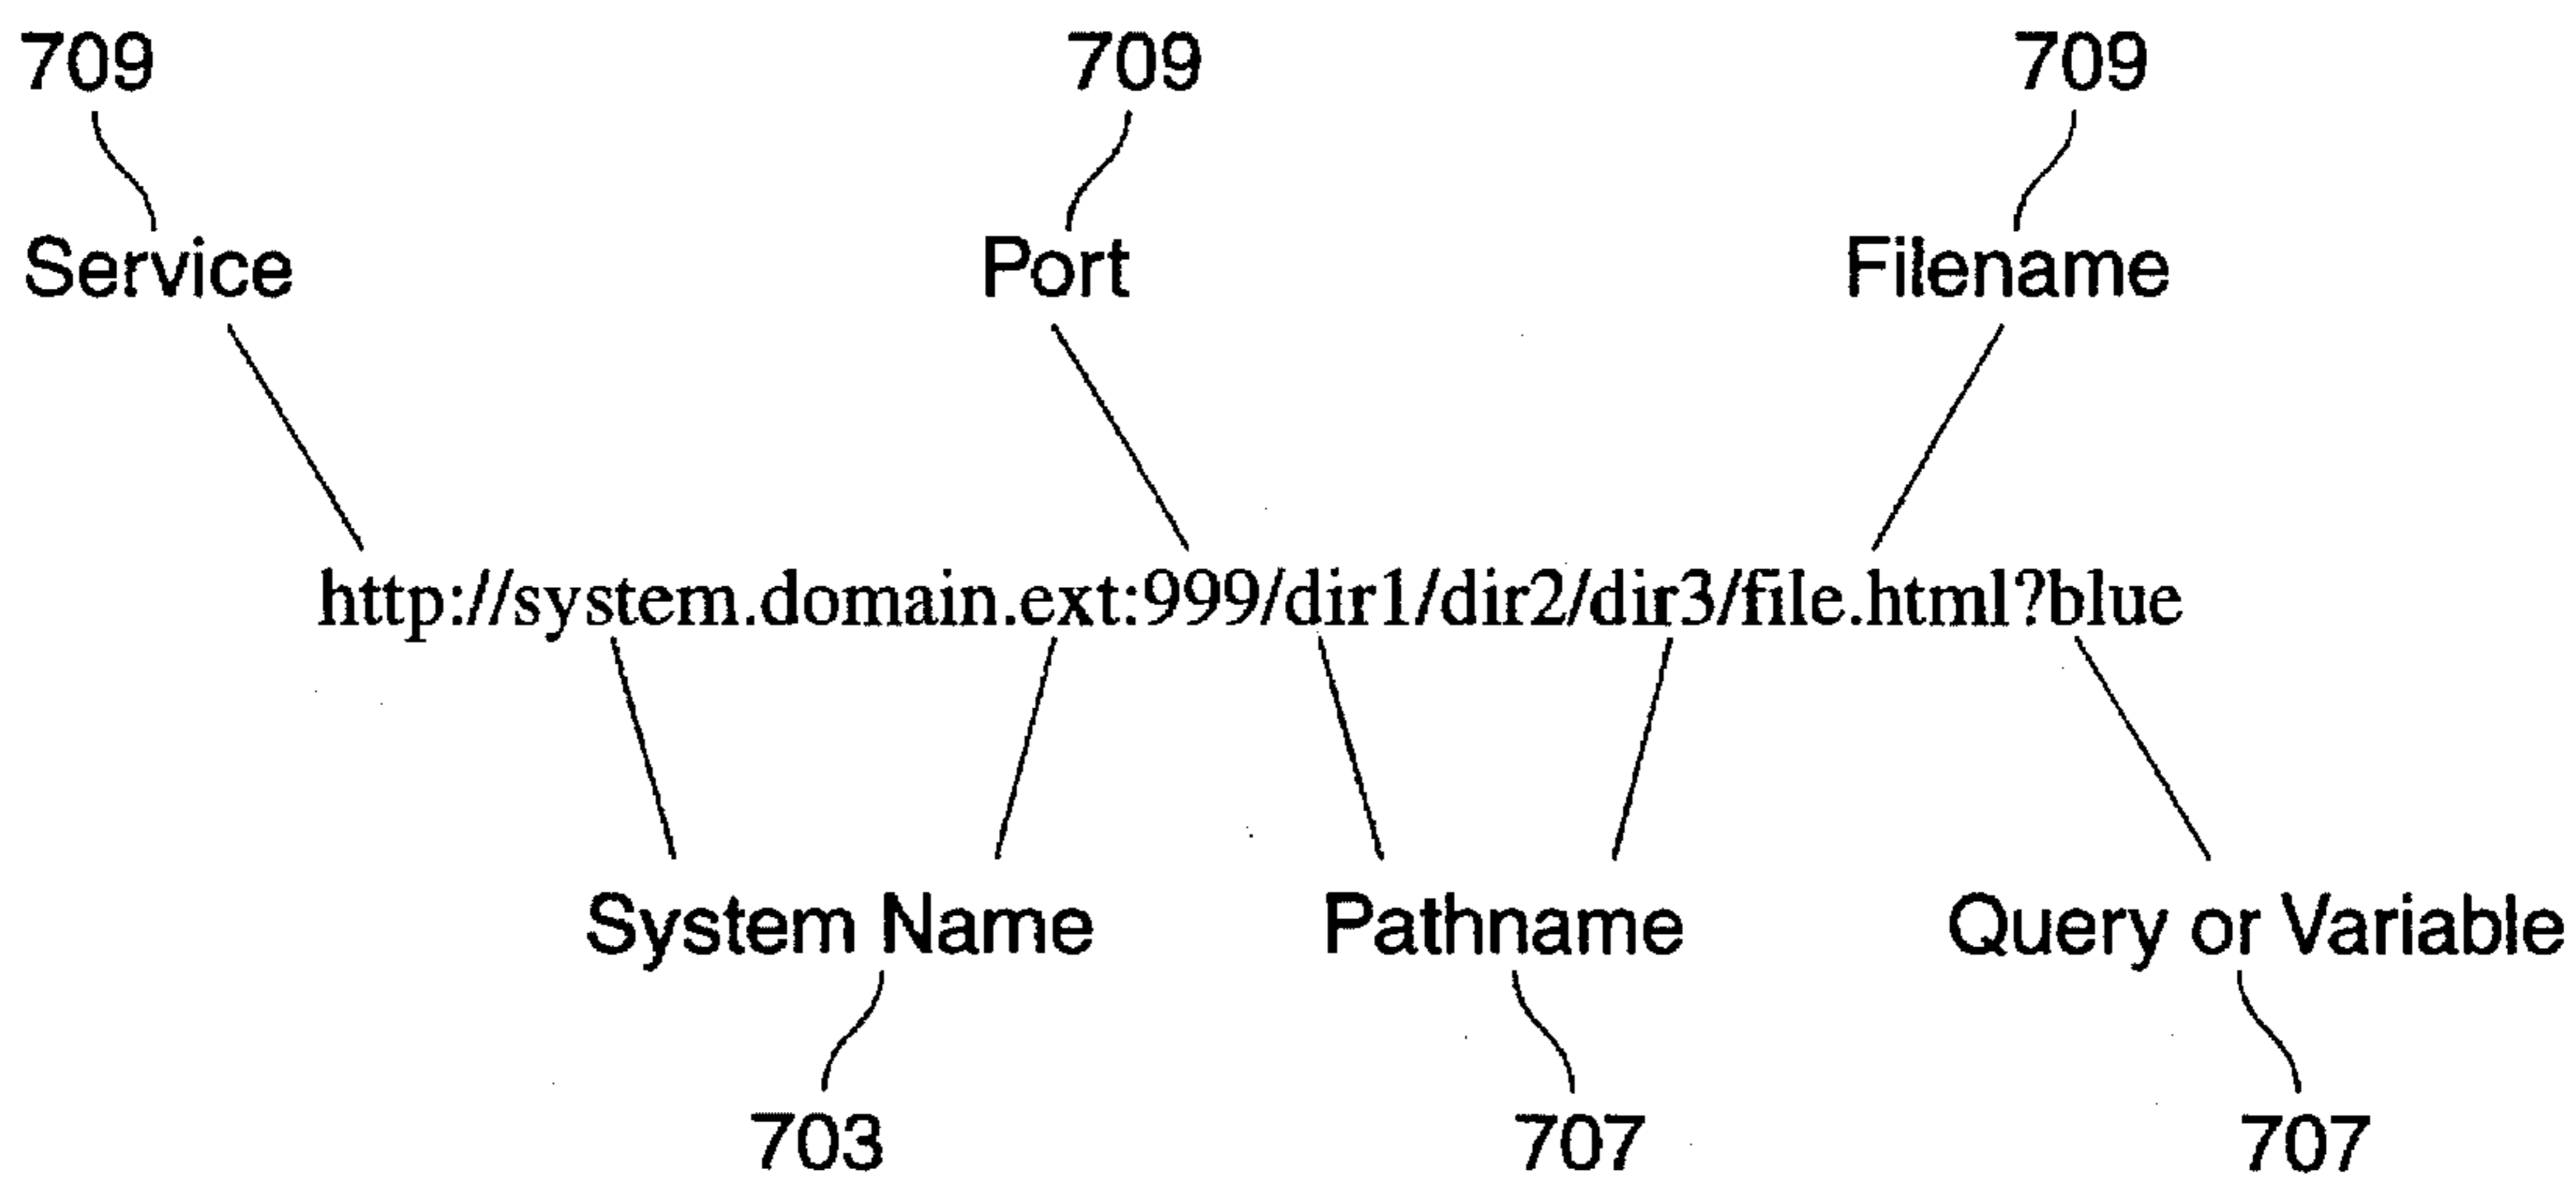 709 709 709
Service Port Filename
http://system.domain.ext:999/dir1/dir2/dir3/file.html?blue
System Name Pathname Query or Variable
703 707 707